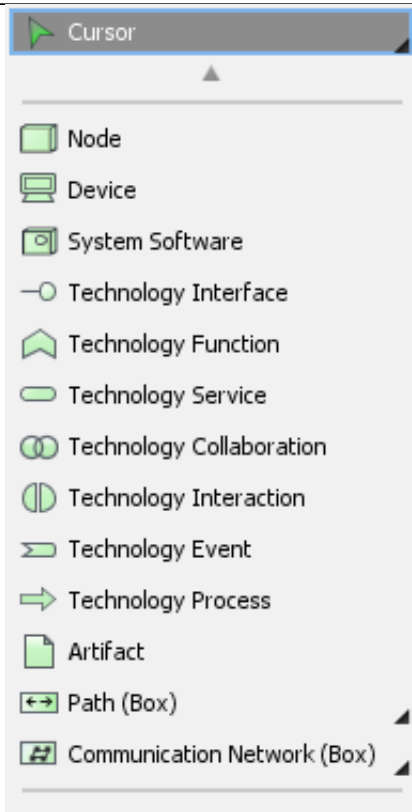 Cursor
Node
Device
System Software
Technology Interface
Technology Function
Technology Service
Technology Collaboration
Technology Interaction
Technology Event
Technology Process
Artifact
Path (Box)
Communication Network (Box)